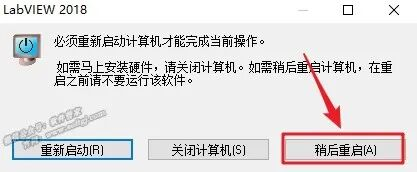 LabVIEW 2018
必须重新启动计算机才能完成当前操作。
如需马上安装硬件，请关闭计算机。如需稍后重启计算机，在重
启之前请不要运行该软件。
重新启动(R)
关闭计算机(S)
稍后重启(A)